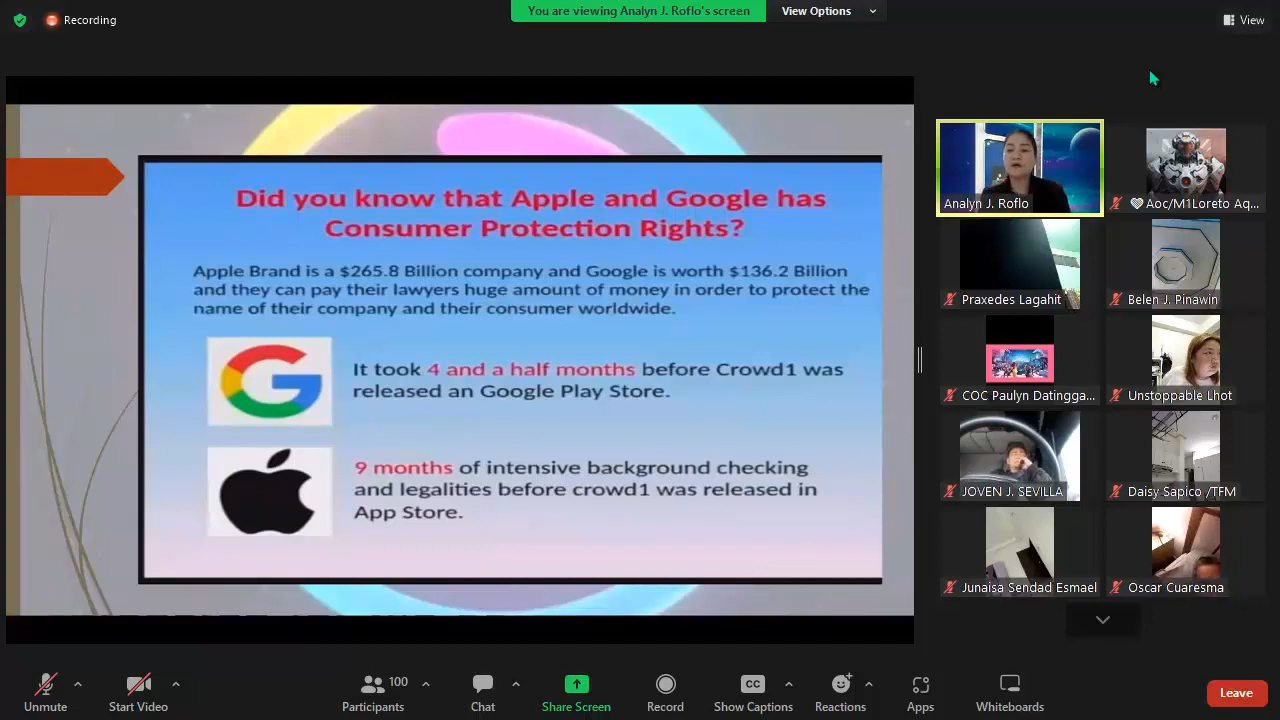 Recording
You are viewing Analyn J. Roflo's screen
View Options
View
Did you know that Apple and Google has
Consumer Protection Rights?
Apple Brand is a $265.8 Billion company and Google is worth $136.2 Billion
and they can pay their lawyers huge amount of money in order to protect the
name of their company and their consumer worldwide.
It took 4 and a half months before Crowd1 was
released an Google Play Store.
9 months of intensive background checking
and legalities before crowd1 was released in
App Store.
Analyn J. Roflo
Aoc/M1Loreto Aq...
Praxedes Lagahit
Belen J. Pinawin
COC Paulyn Datingga...
Unstoppable Lhot
JOVEN J. SEVILLA
Daisy Sapico /TFM
Junaisa Sendad Esmael
Oscar Cuaresma
Unmute
Start Video
Participants
100
Chat
Share Screen
Record
CC
Show Captions
Reactions
Apps
Whiteboards
Leave